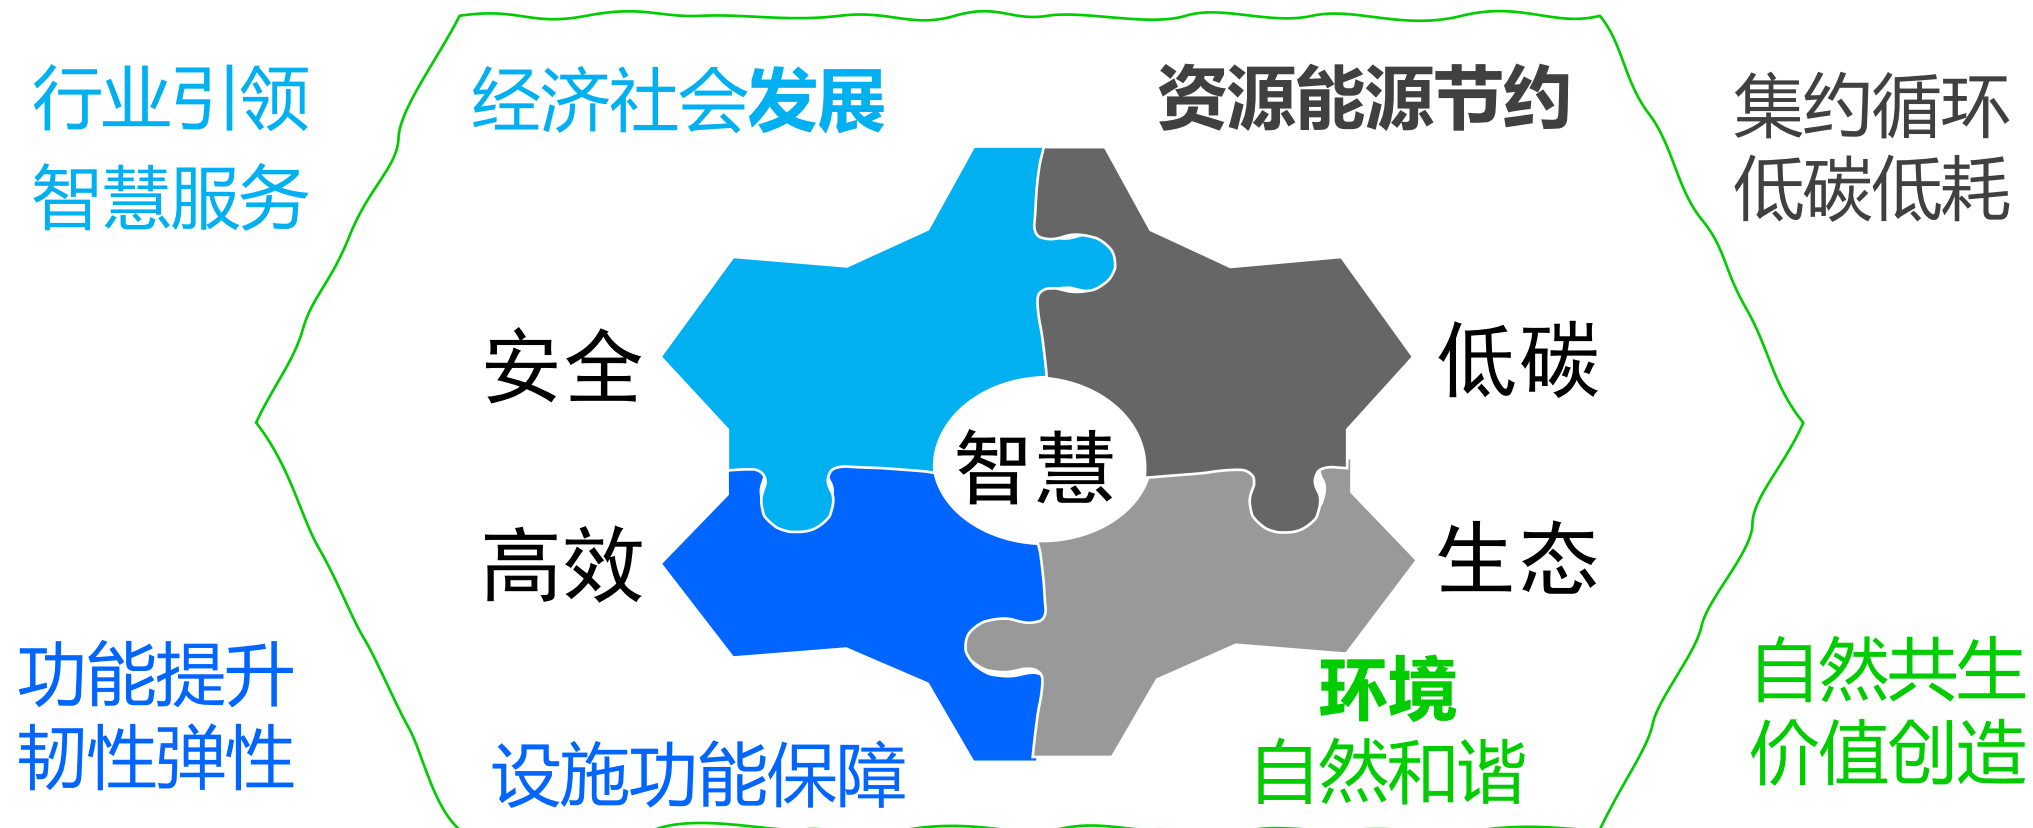 行业引领
智慧服务
经济社会发展
资源能源节约
集约循环
低碳低耗
安全
低碳
智慧
高效
生态
功能提升
韧性弹性
设施功能保障
环境
自然和谐
自然共生
价值创造